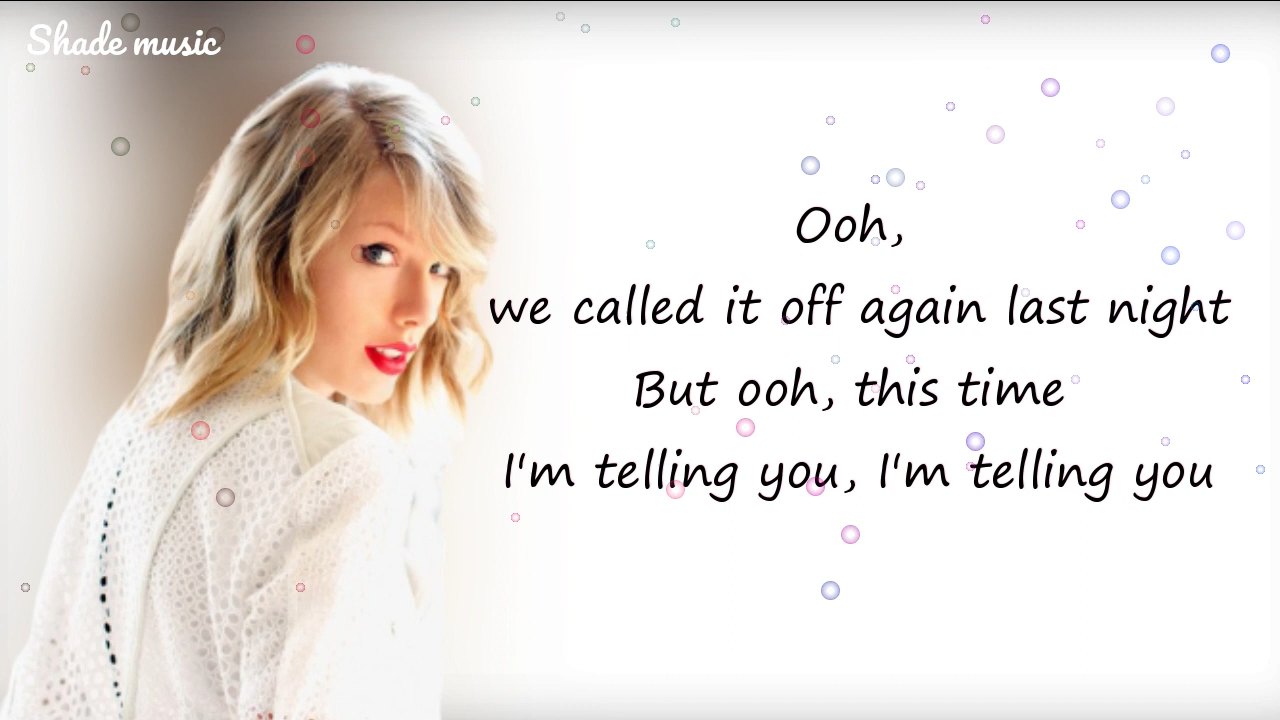 Shade music
Ooh,
we called it off again last night
But ooh, this time
I'm telling you, I'm telling you